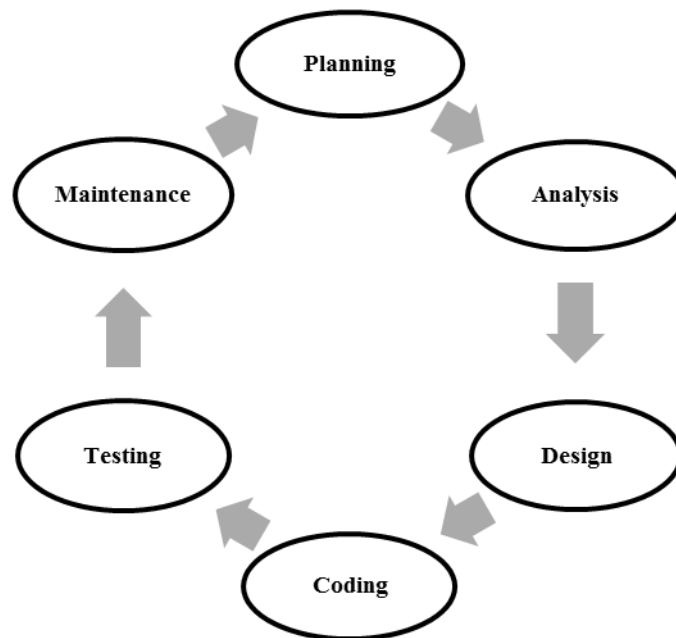 Planning
Analysis
Design
Coding
Testing
Maintenance